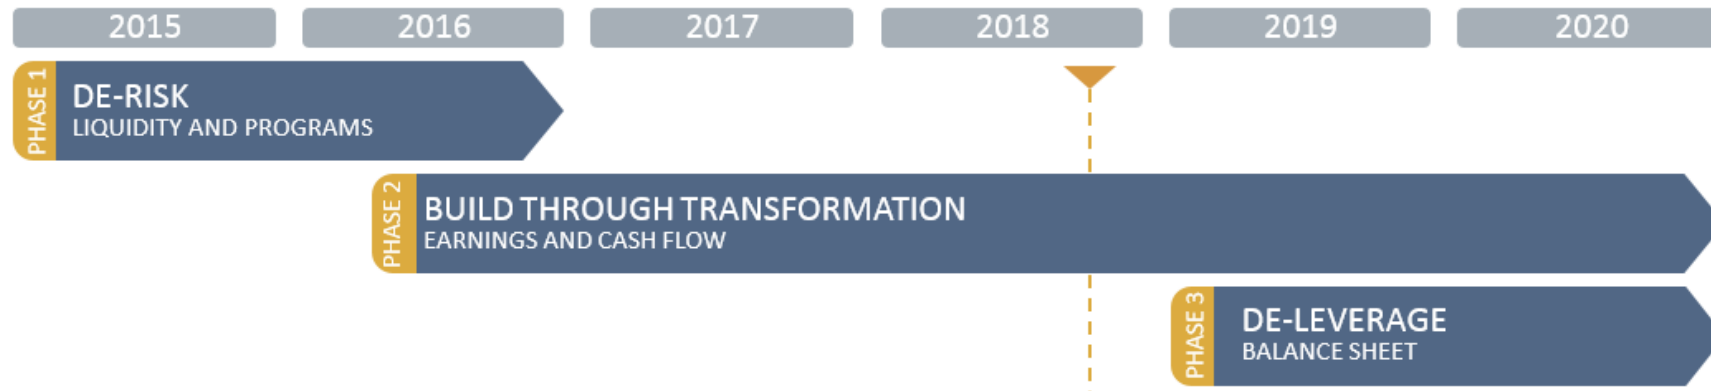 2015
2016
2017
2018
2019
2020
PHASE 1
DE-RISK
LIQUIDITY AND PROGRAMS
PHASE 2
BUILD THROUGH TRANSFORMATION
EARNINGS AND CASH FLOW
PHASE 3
DE-LEVERAGE
BALANCE SHEET